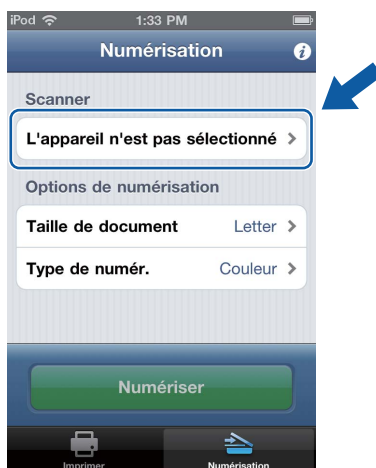 iPod 1:33 PM
Numérisation
Scanner
L'appareil n'est pas sélectionné
Options de numérisation
Taille de document Letter
Type de numér. Couleur
Numériser
Imprimer Numérisation